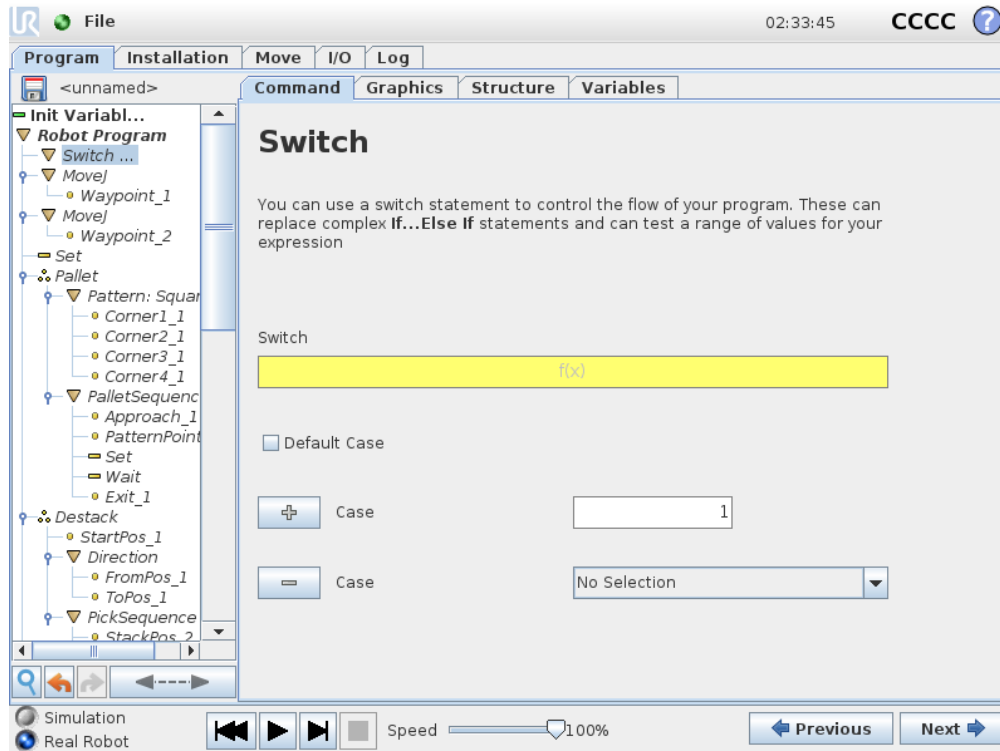 UR File 02:33:45 CCCC ?
Program Installation Move I/O Log
<unnamed>
Command Graphics Structure Variables
Init Variabl...
Robot Program
Switch ...
MoveJ
Waypoint_1
MoveJ
Waypoint_2
Set
Pallet
Pattern: Squar
Corner1_1
Corner2_1
Corner3_1
Corner4_1
PalletSequenc
Approach_1
PatternPoint
Set
Wait
Exit_1
Destack
StartPos_1
Direction
FromPos_1
ToPos_1
PickSequence
StackPos_2
Switch
You can use a switch statement to control the flow of your program. These can
replace complex If...Else If statements and can test a range of values for your
expression
Switch
f(x)
Default Case
Case 1
Case No Selection
Simulation
Real Robot
Speed 100%
Previous Next